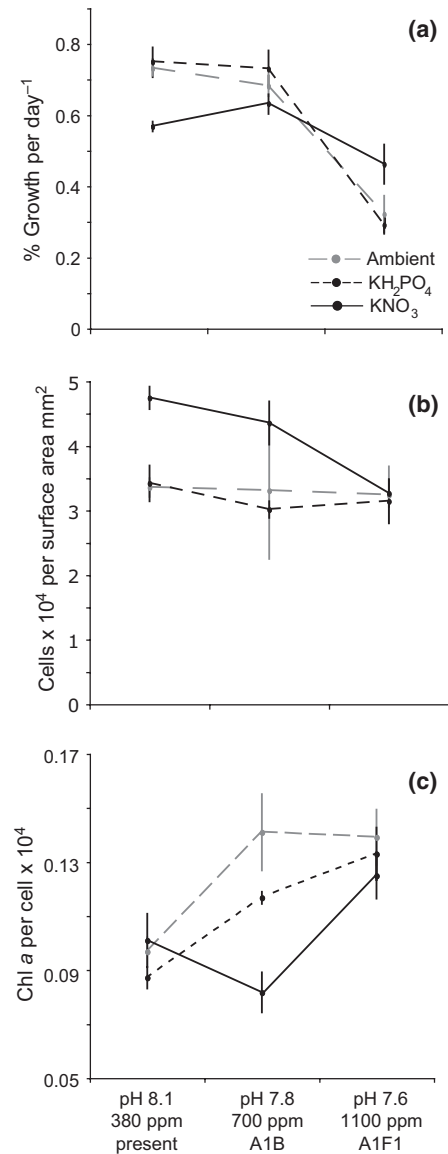 (a)
0.8
0.6
0.4
0.2
0
% Growth per day⁻¹
Ambient
KH₂PO₄
KNO₃
(b)
5
4
3
2
1
0
Cells x 10⁴ per surface area mm²
(c)
0.17
0.13
0.09
0.05
Chl a per cell x 10⁴
pH 8.1 pH 7.8 pH 7.6
380 ppm 700 ppm 1100 ppm
present A1B A1F1